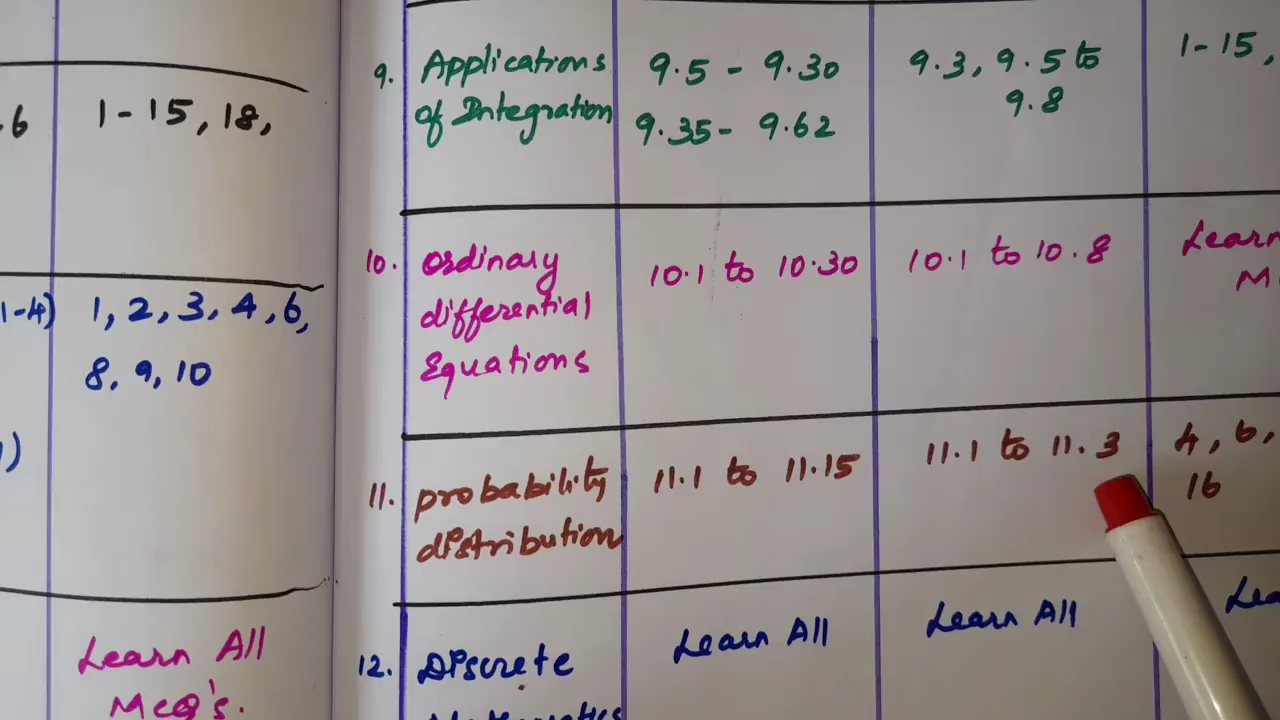 .6
1-15, 18,
1-4)
1, 2, 3, 4, 6,
8, 9, 10
)
Learn All
MCQ's.
9.
Applications
of Integration
9.5 - 9.30
9.35 - 9.62
9.3, 9.5 to
9.8
1-15,
10.
Ordinary
differential
Equations
10.1 to 10.30
10.1 to 10.8
Learn
M
11.
probability
distribution
11.1 to 11.15
11.1 to 11.3
4, 6,
16
12.
Discrete
Learn All
Learn All
Lea